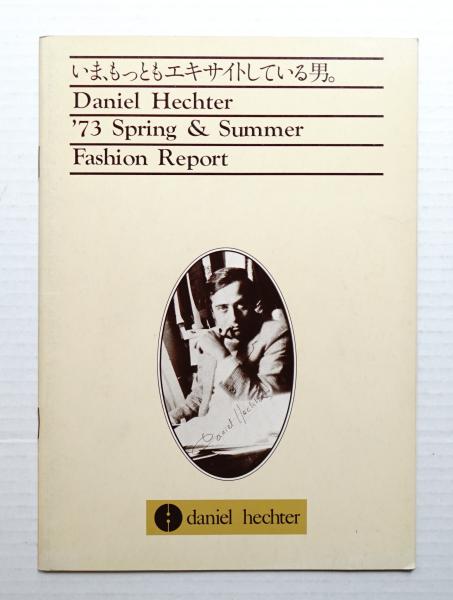 いま、もっともエキサイトしている男。
Daniel Hechter
’73 Spring & Summer
Fashion Report
Daniel Hechter
daniel hechter